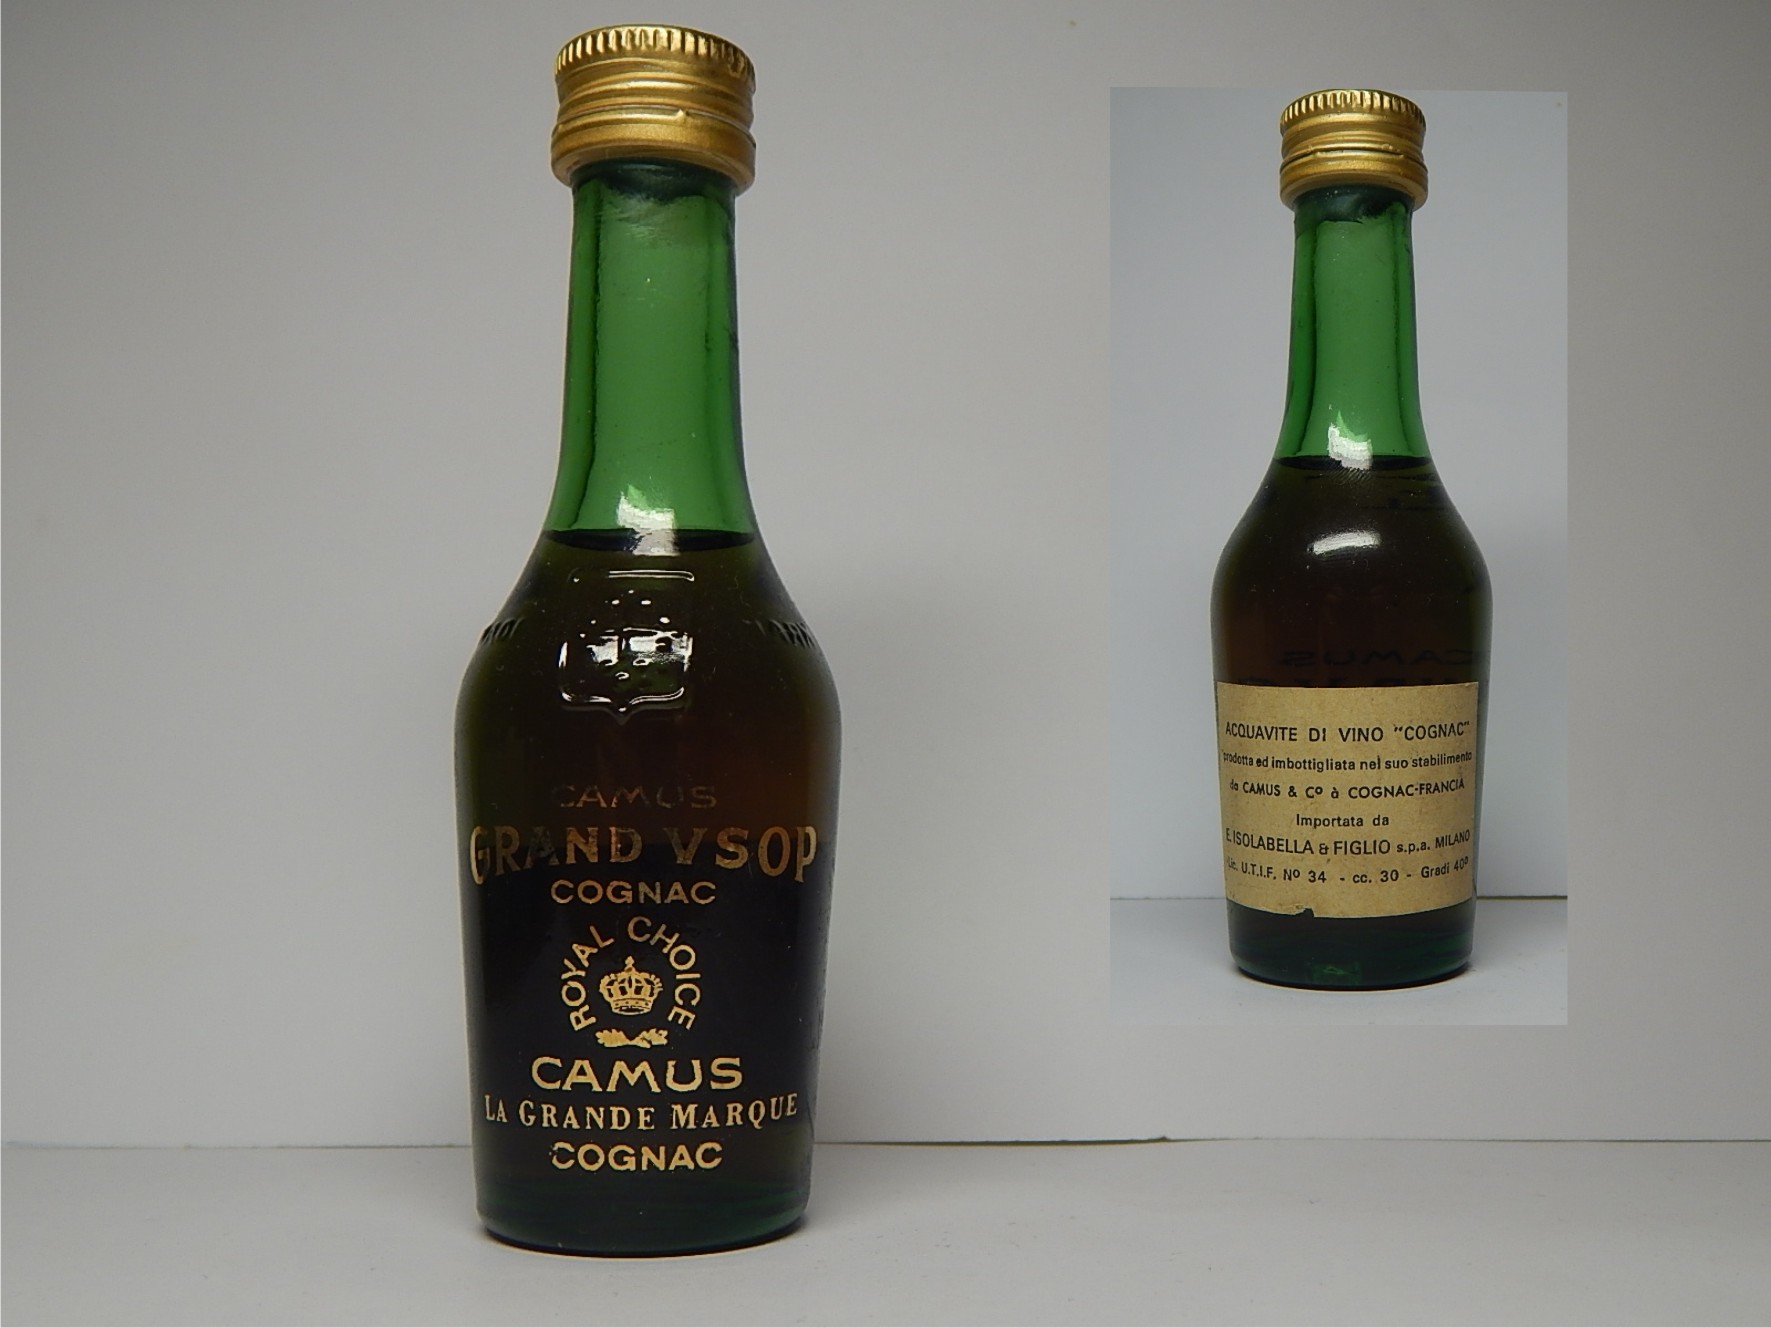 CAMUS
GRAND VSOP
COGNAC
ROYAL CHOICE
CAMUS
LA GRANDE MARQUE
COGNAC
ACQUAVITE DI VINO "COGNAC"
prodotta ed imbottigliata nel suo stabilimento
da CAMUS & Cº à COGNAC-FRANCIA
Importata da
E. ISOLABELLA & FIGLIO s.p.a. MILANO
Lic. U.T.I.F. Nº 34 - cc. 30 - Gradi 40º